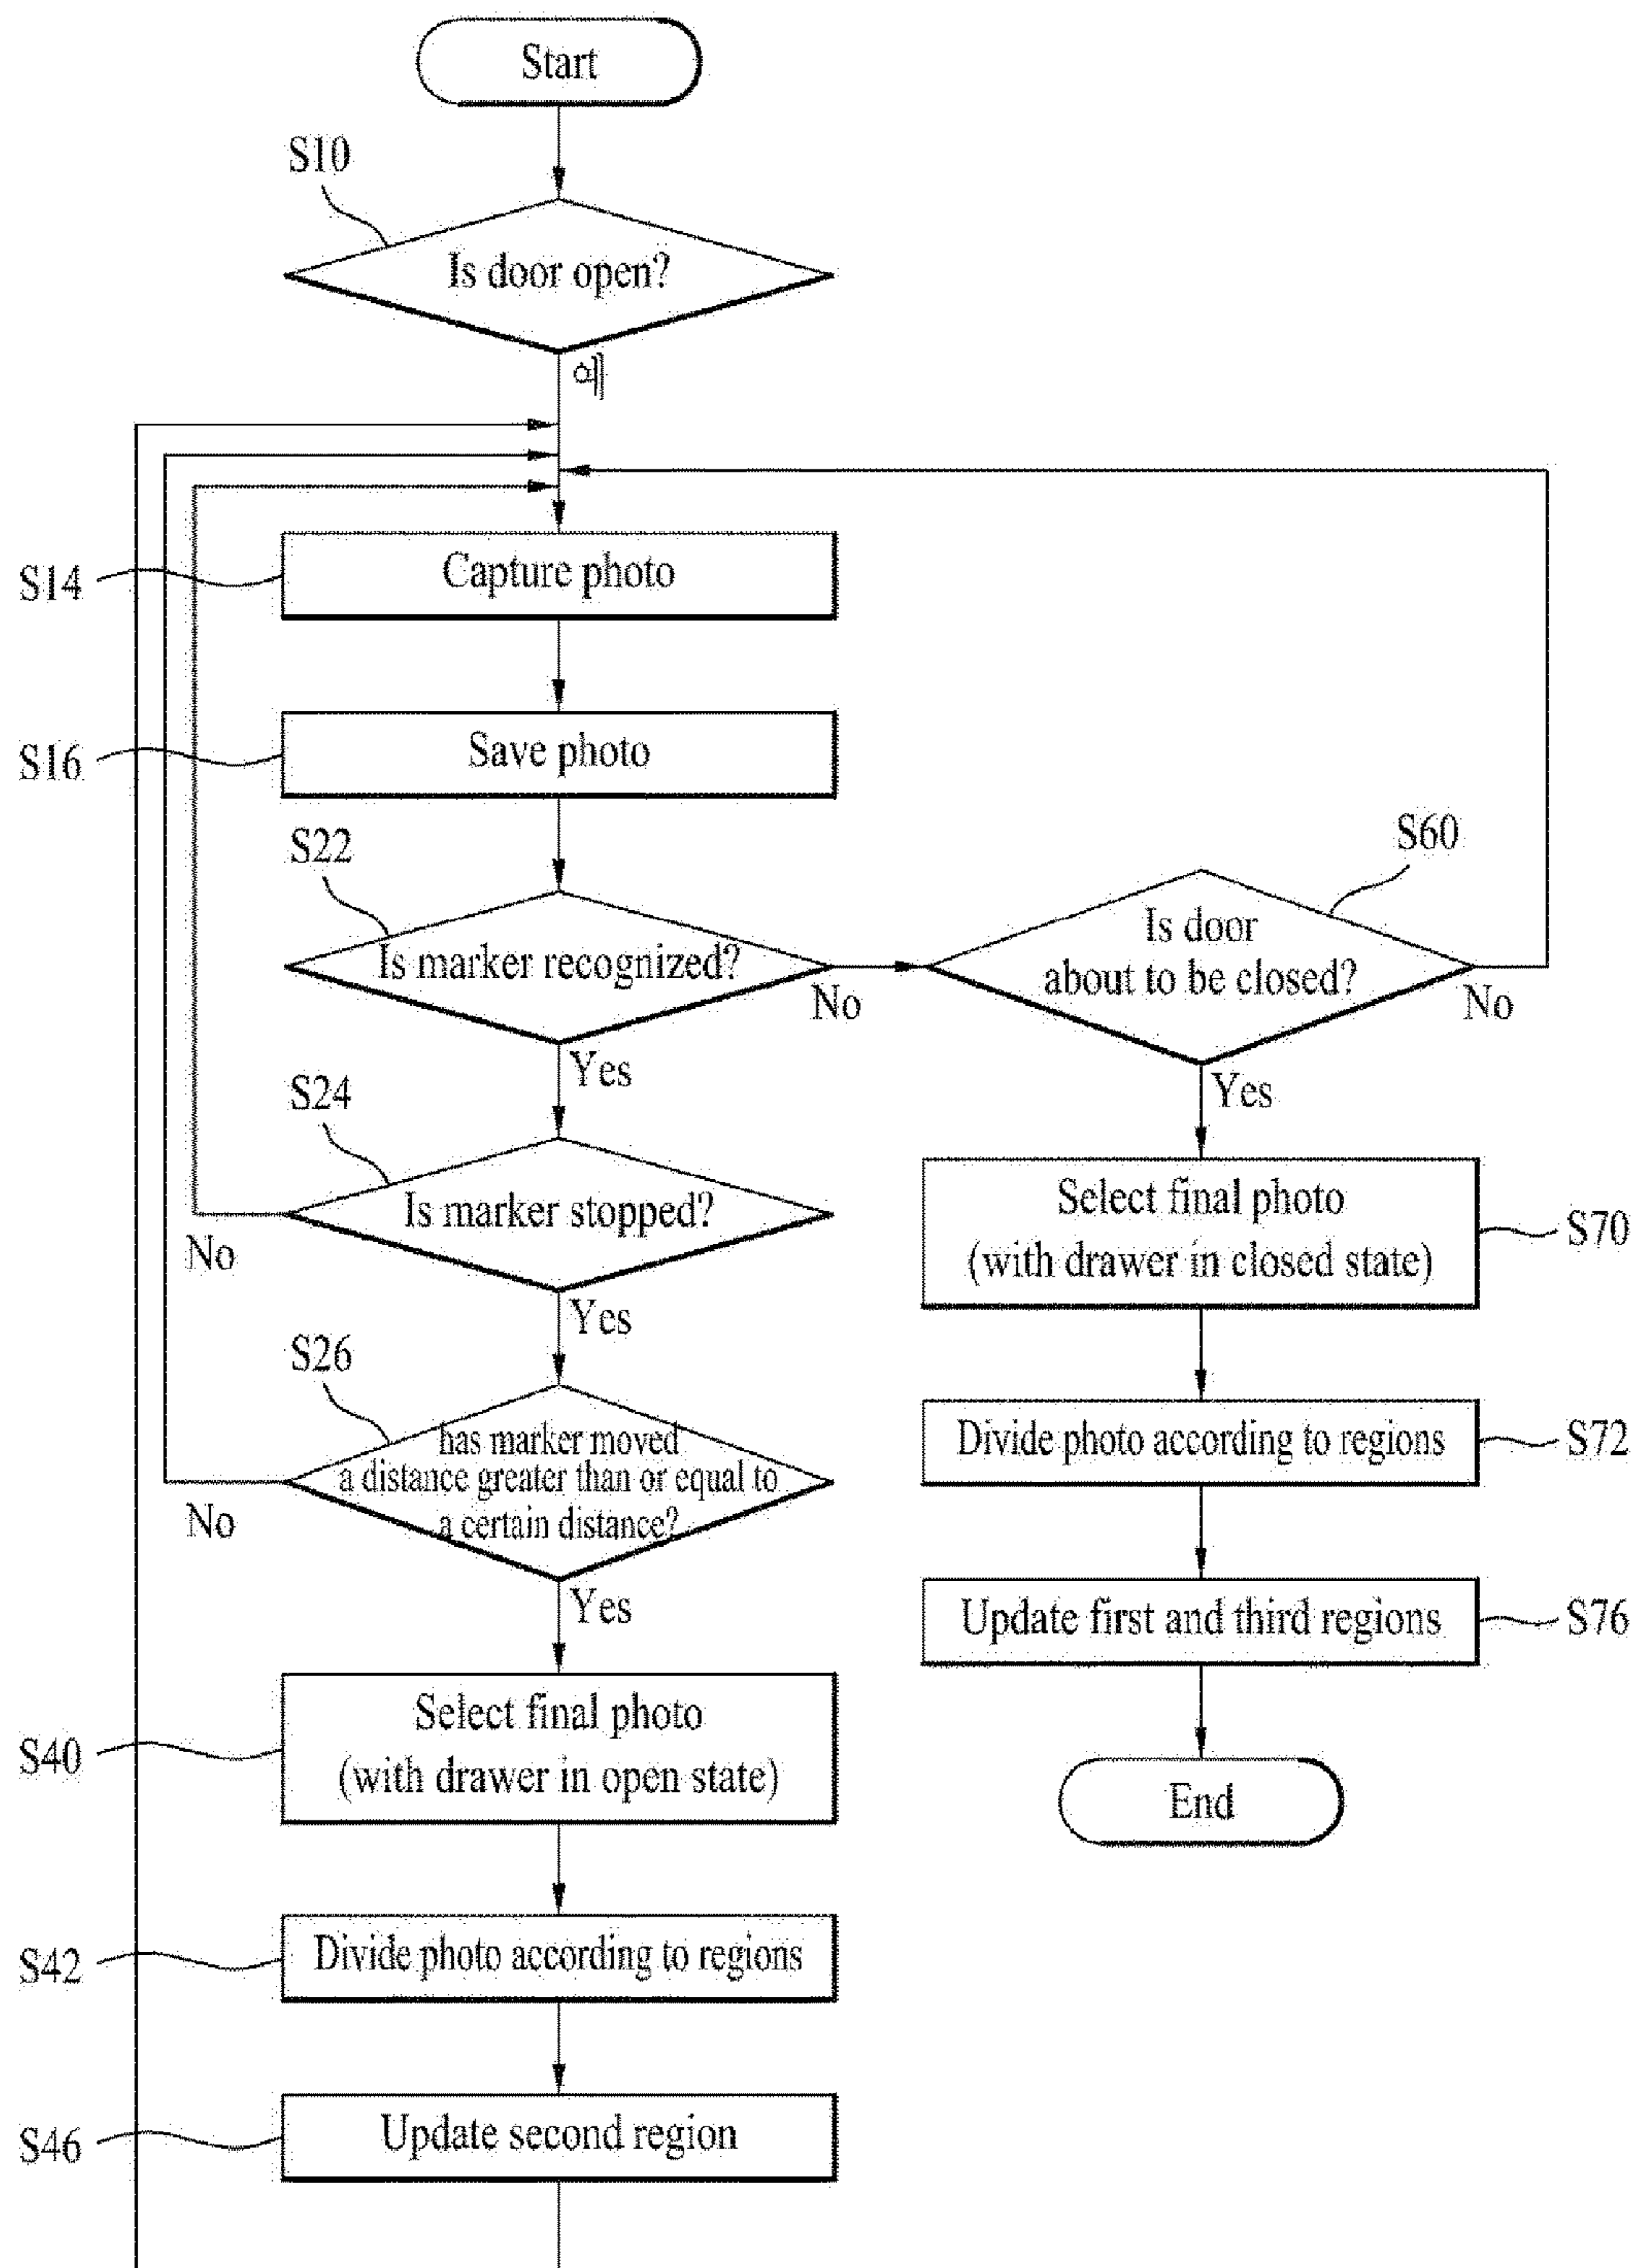 Start
S10
Is door open?
예
S14
Capture photo
S16
Save photo
S22
Is marker recognized?
No
S60
Is door
about to be closed?
No
Yes
Yes
S24
Is marker stopped?
No
Yes
S70
Select final photo
(with drawer in closed state)
S26
has marker moved
a distance greater than or equal to
a certain distance?
No
Yes
S72
Divide photo according to regions
S76
Update first and third regions
End
S40
Select final photo
(with drawer in open state)
S42
Divide photo according to regions
S46
Update second region